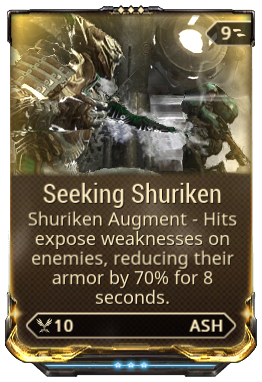 9
Seeking Shuriken
Shuriken Augment - Hits
expose weaknesses on
enemies, reducing their
armor by 70% for 8
seconds.
10 ASH